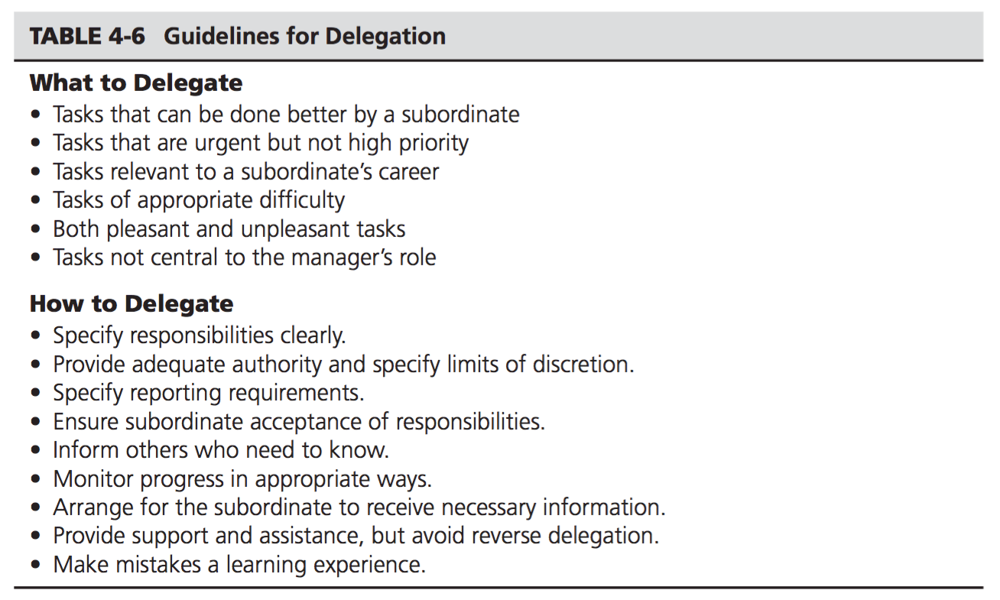 TABLE 4-6 Guidelines for Delegation
What to Delegate
• Tasks that can be done better by a subordinate
• Tasks that are urgent but not high priority
• Tasks relevant to a subordinate’s career
• Tasks of appropriate difficulty
• Both pleasant and unpleasant tasks
• Tasks not central to the manager’s role
How to Delegate
• Specify responsibilities clearly.
• Provide adequate authority and specify limits of discretion.
• Specify reporting requirements.
• Ensure subordinate acceptance of responsibilities.
• Inform others who need to know.
• Monitor progress in appropriate ways.
• Arrange for the subordinate to receive necessary information.
• Provide support and assistance, but avoid reverse delegation.
• Make mistakes a learning experience.